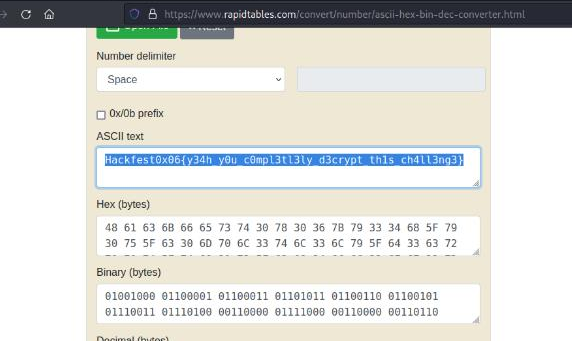 https://www.rapidtables.com/convert/number/ascii-hex-bin-dec-converter.html
Number delimiter
Space
0x/0b prefix
ASCII text
Hackfest0x06{y34h_y0u_c0mpl3tl3ly_d3crypt_th1s_ch4ll3ng3}
Hex (bytes)
48 61 63 6B 66 65 73 74 30 78 30 36 7B 79 33 34 68 5F 79
30 75 5F 63 30 6D 70 6C 33 74 6C 33 6C 79 5F 64 33 63 72
Binary (bytes)
01001000 01100001 01100011 01101011 01100110 01100101
01110011 01110100 00110000 01111000 00110000 00110110
Decimal (bytes)